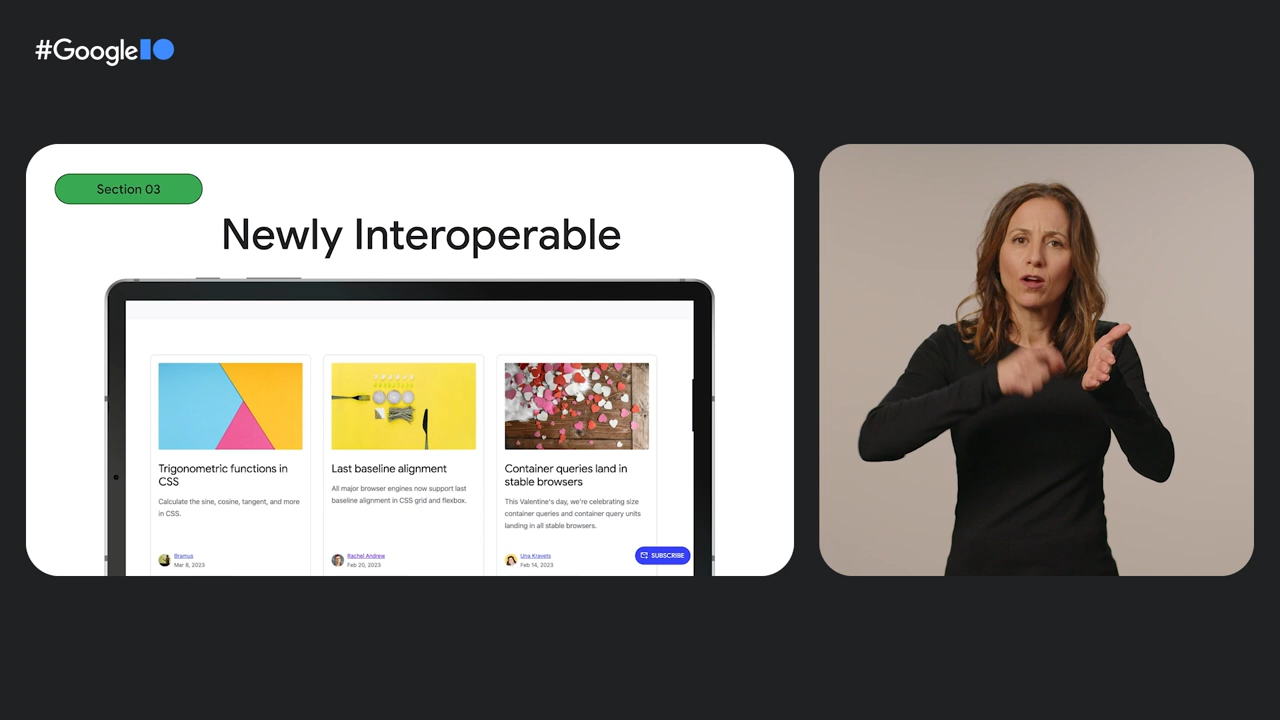 #GoogleIO
Section 03
Newly Interoperable
Trigonometric functions in
CSS
Calculate the sine, cosine, tangent, and more
in CSS.
Bramus
Mar 8, 2023
Last baseline alignment
All major browser engines now support last
baseline alignment in CSS grid and flexbox.
Rachel Andrew
Feb 20, 2023
Container queries land in
stable browsers
This Valentine's day, we're celebrating size
container queries and container query units
landing in all stable browsers.
Una Kravets
Feb 14, 2023
SUBSCRIBE